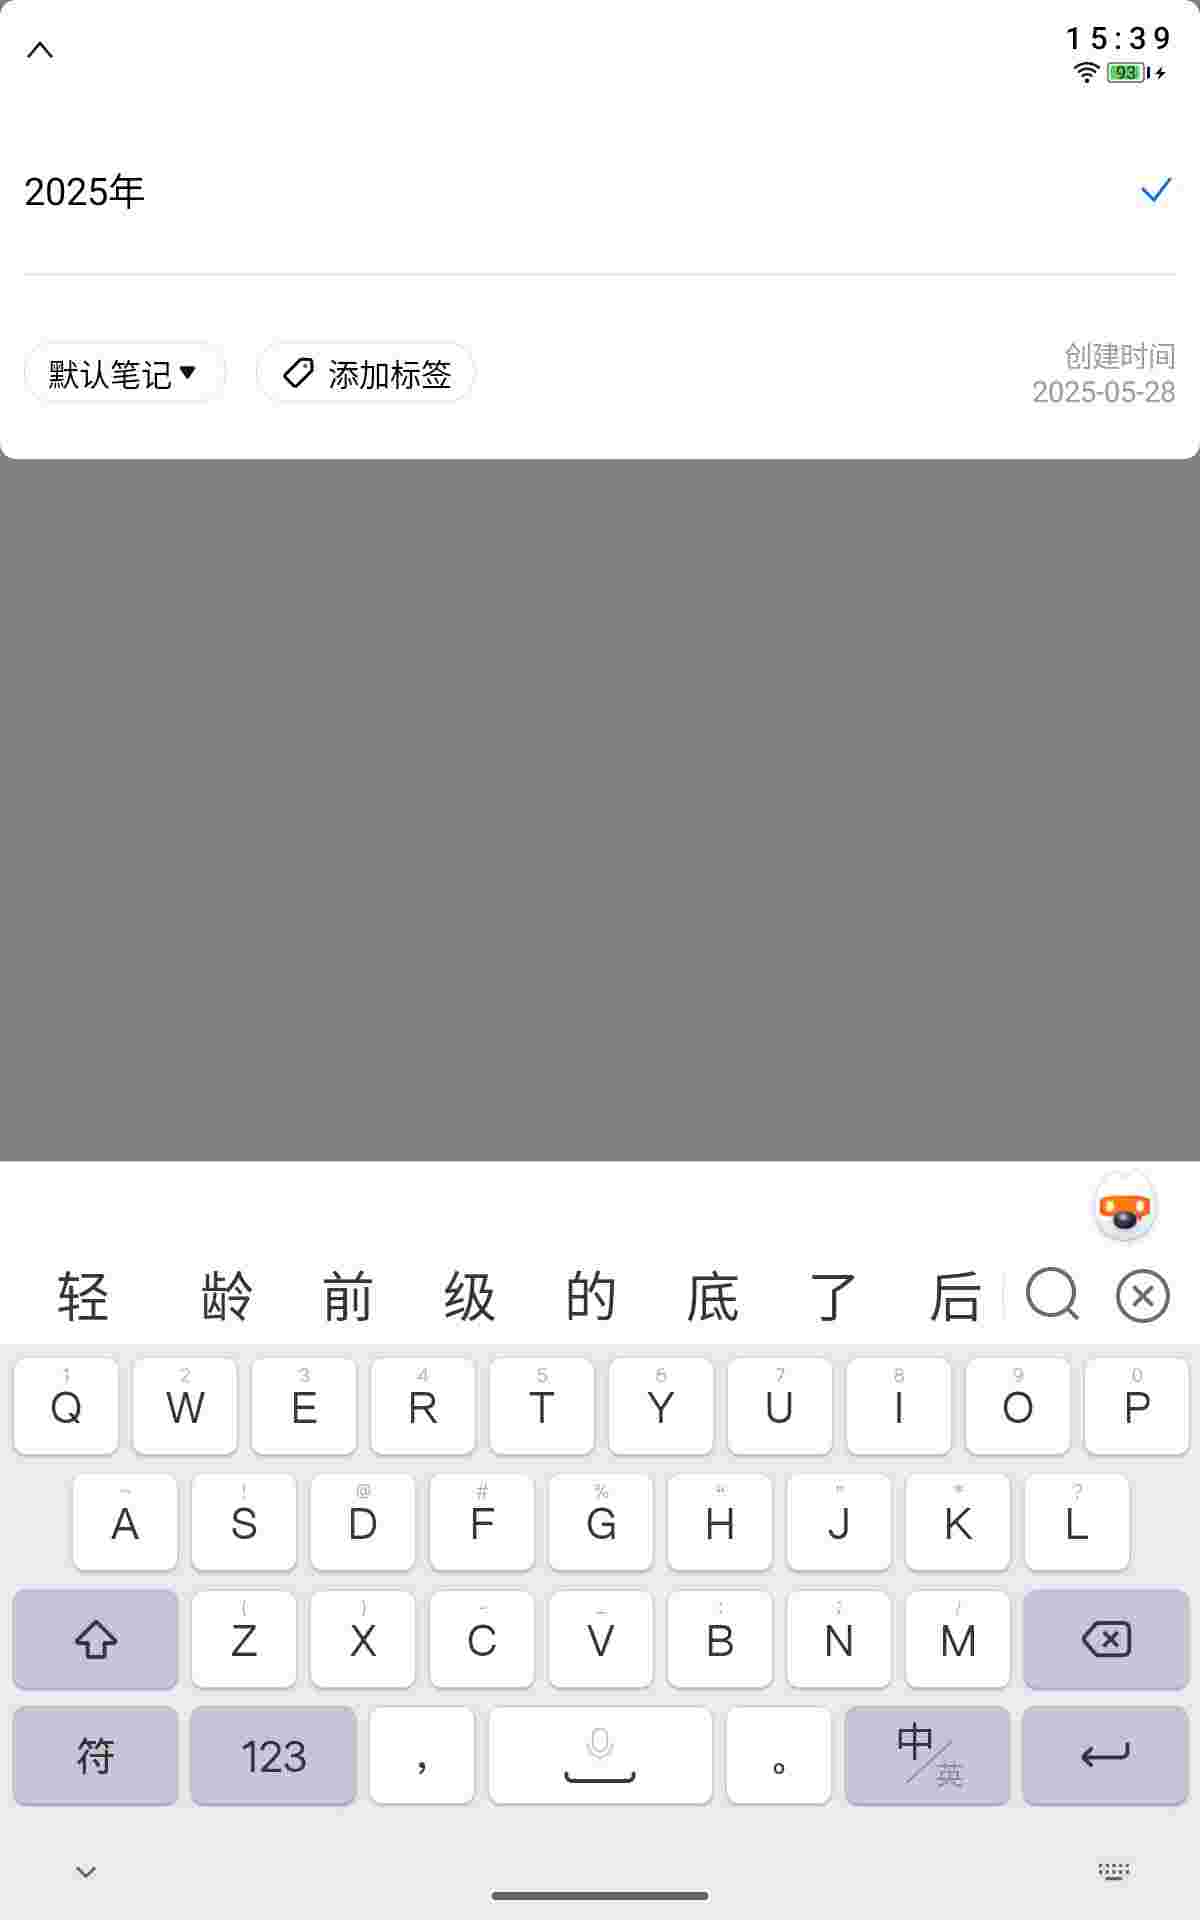 15:39
93
2025年
默认笔记
添加标签
创建时间
2025-05-28
轻 龄 前 级 的 底 了 后
1 2 3 4 5 6 7 8 9 0
Q W E R T Y U I O P
~ ! @ # % “ ” * ?
A S D F G H J K L
( ) - _ : ; /
Z X C V B N M
符 123 ， 。 中/英